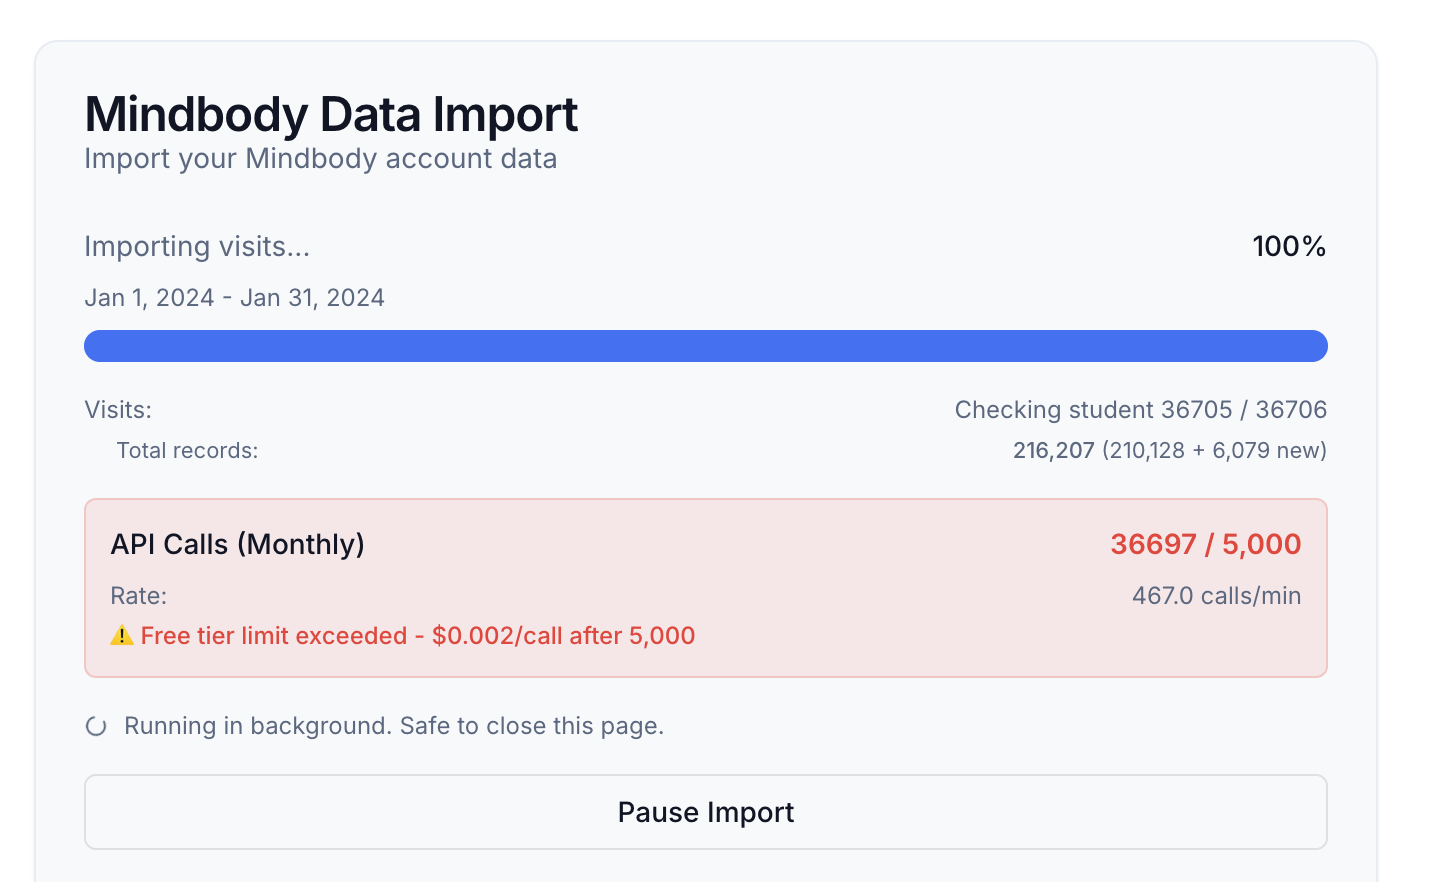 Mindbody Data Import
Import your Mindbody account data
Importing visits... 100%
Jan 1, 2024 - Jan 31, 2024
Visits: Checking student 36705 / 36706
Total records: 216,207 (210,128 + 6,079 new)
API Calls (Monthly) 36697 / 5,000
Rate: 467.0 calls/min
⚠️ Free tier limit exceeded - $0.002/call after 5,000
Running in background. Safe to close this page.
Pause Import